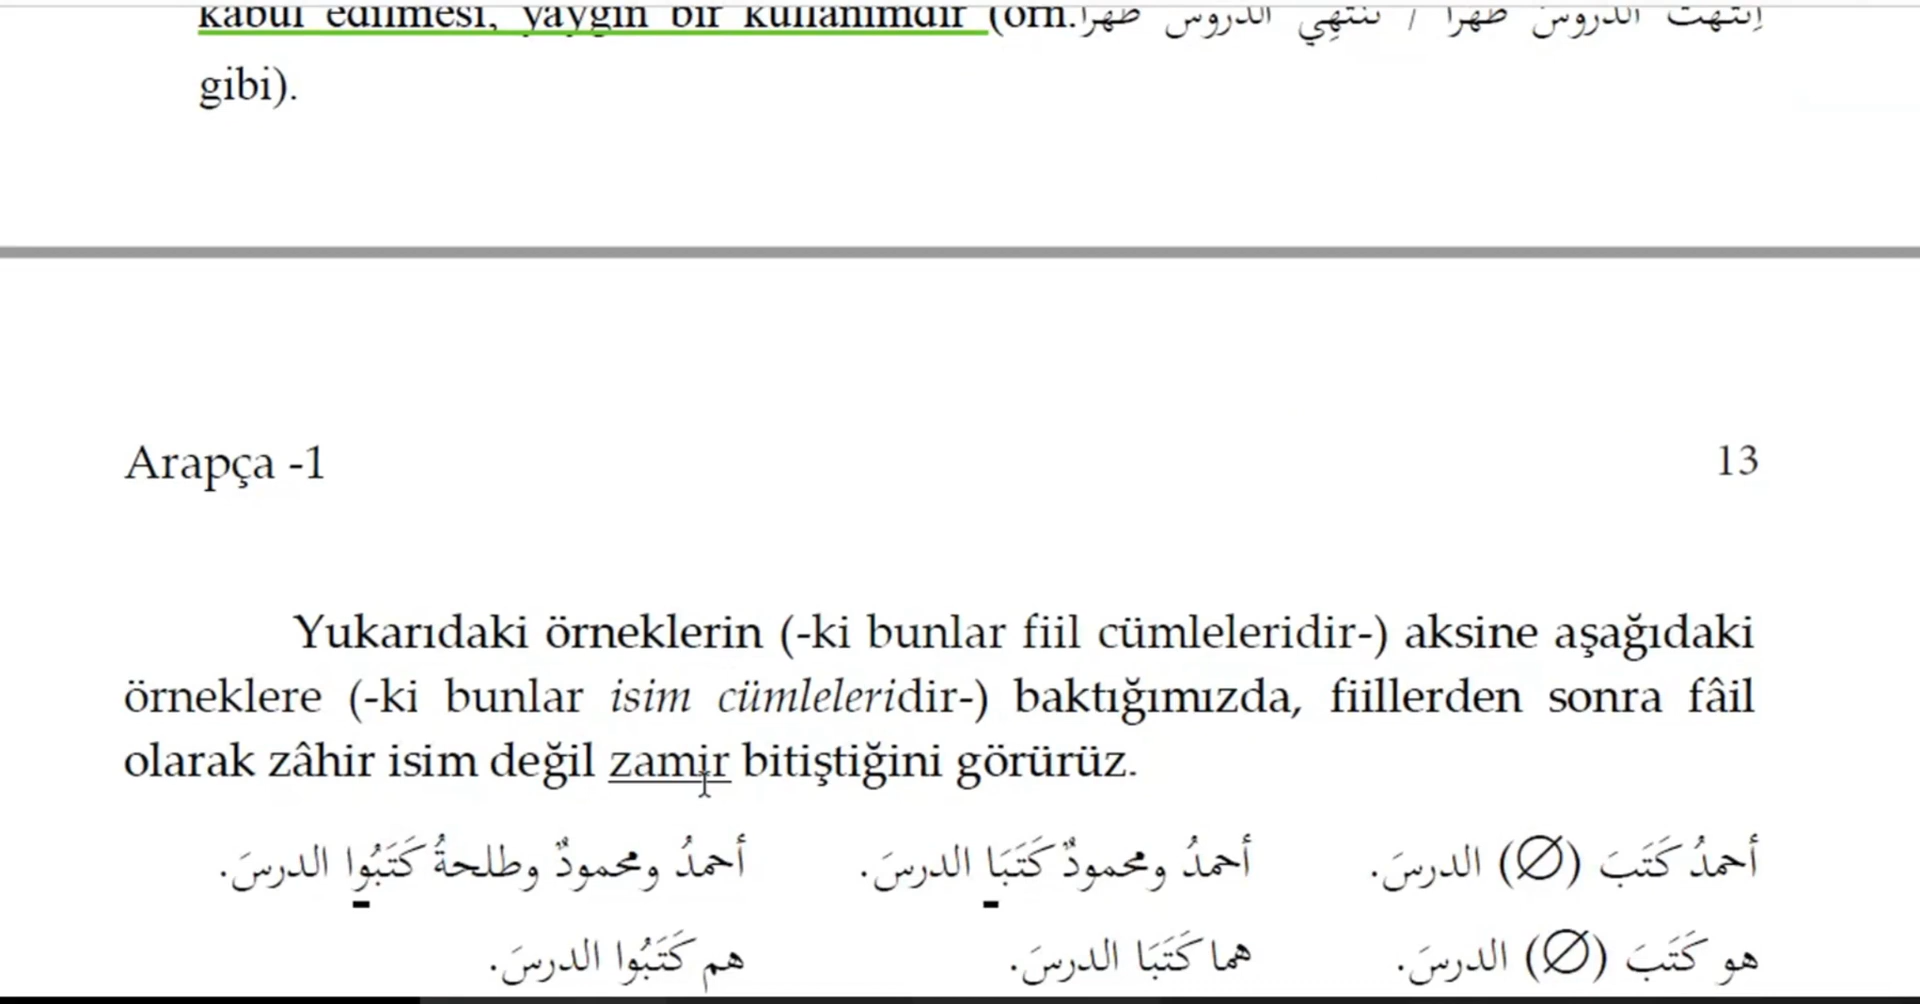 kabul edilmesi, yaygın bir kullanımdır (örn. اِنتهت الدروسُ ظهرا / تنتهِي الدروسُ ظهرا
gibi).
Arapça -1 13
Yukarıdaki örneklerin (-ki bunlar fiil cümleleridir-) aksine aşağıdaki
örneklere (-ki bunlar isim cümleleridir-) baktığımızda, fiillerden sonra fâil
olarak zâhir isim değil zamir bitiştiğini görürüz.
أحمدُ كَتَبَ (∅) الدرسَ. أحمدُ ومحمودٌ كَتَبَا الدرسَ. أحمدُ ومحمودٌ وطلحةُ كَتَبُوا الدرسَ.
هو كَتَبَ (∅) الدرسَ. هما كَتَبَا الدرسَ. هم كَتَبُوا الدرسَ.